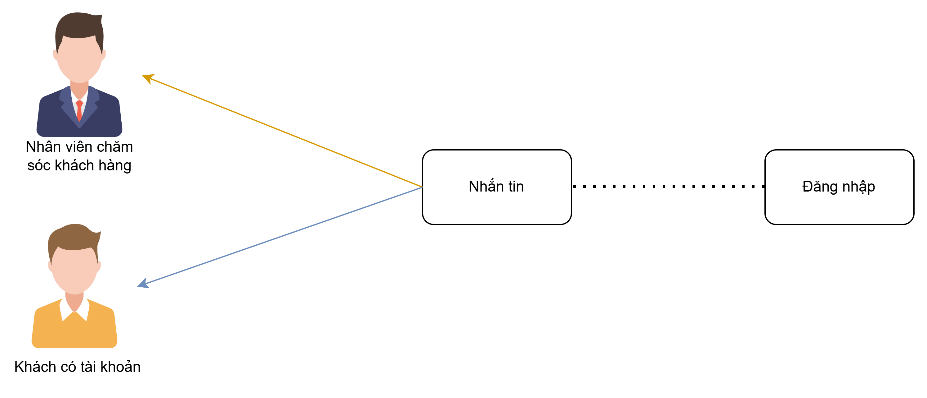 Nhân viên chăm
sóc khách hàng
Nhắn tin
Đăng nhập
Khách có tài khoản